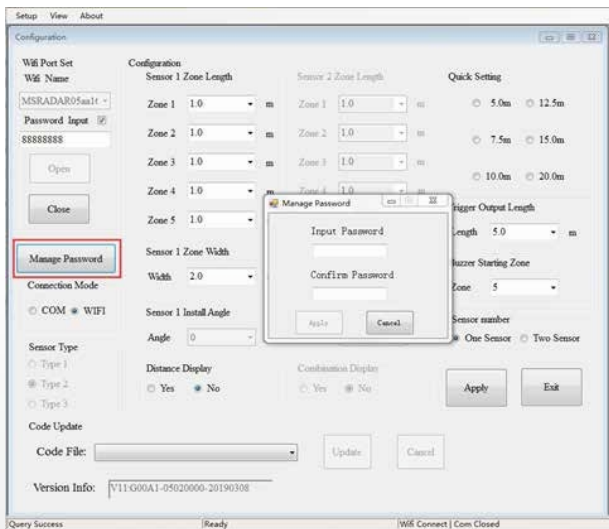 Setup View About
Configuration
Wifi Port Set
Wifi Name
MSRADAR05aa1t
Password Input
88888888
Open
Close
Manage Password
Connection Mode
COM WIFI
Sensor Type
Type 1
Type 2
Type 3
Configuration
Sensor 1 Zone Length
Zone 1 1.0 m
Zone 2 1.0 m
Zone 3 1.0 m
Zone 4 1.0 m
Zone 5 1.0
Sensor 1 Zone Width
Width 2.0
Sensor 1 Install Angle
Angle 0
Distance Display
Yes No
Sensor 2 Zone Length
Zone 1 1.0 m
Zone 2 1.0 m
Zone 3 1.0 m
Zone 4 1.0 m
Manage Password
Input Password
Confirm Password
Apply Cancel
Combination Display
Yes No
Quick Setting
5.0m 12.5m
7.5m 15.0m
10.0m 20.0m
Trigger Output Length
Length 5.0 m
Buzzer Starting Zone
Zone 5
Sensor number
One Sensor Two Sensor
Apply Exit
Code Update
Code File: Update Cancel
Version Info: V11:G00A1-05020000-20190308
Query Success Ready Wifi Connect | Com Closed